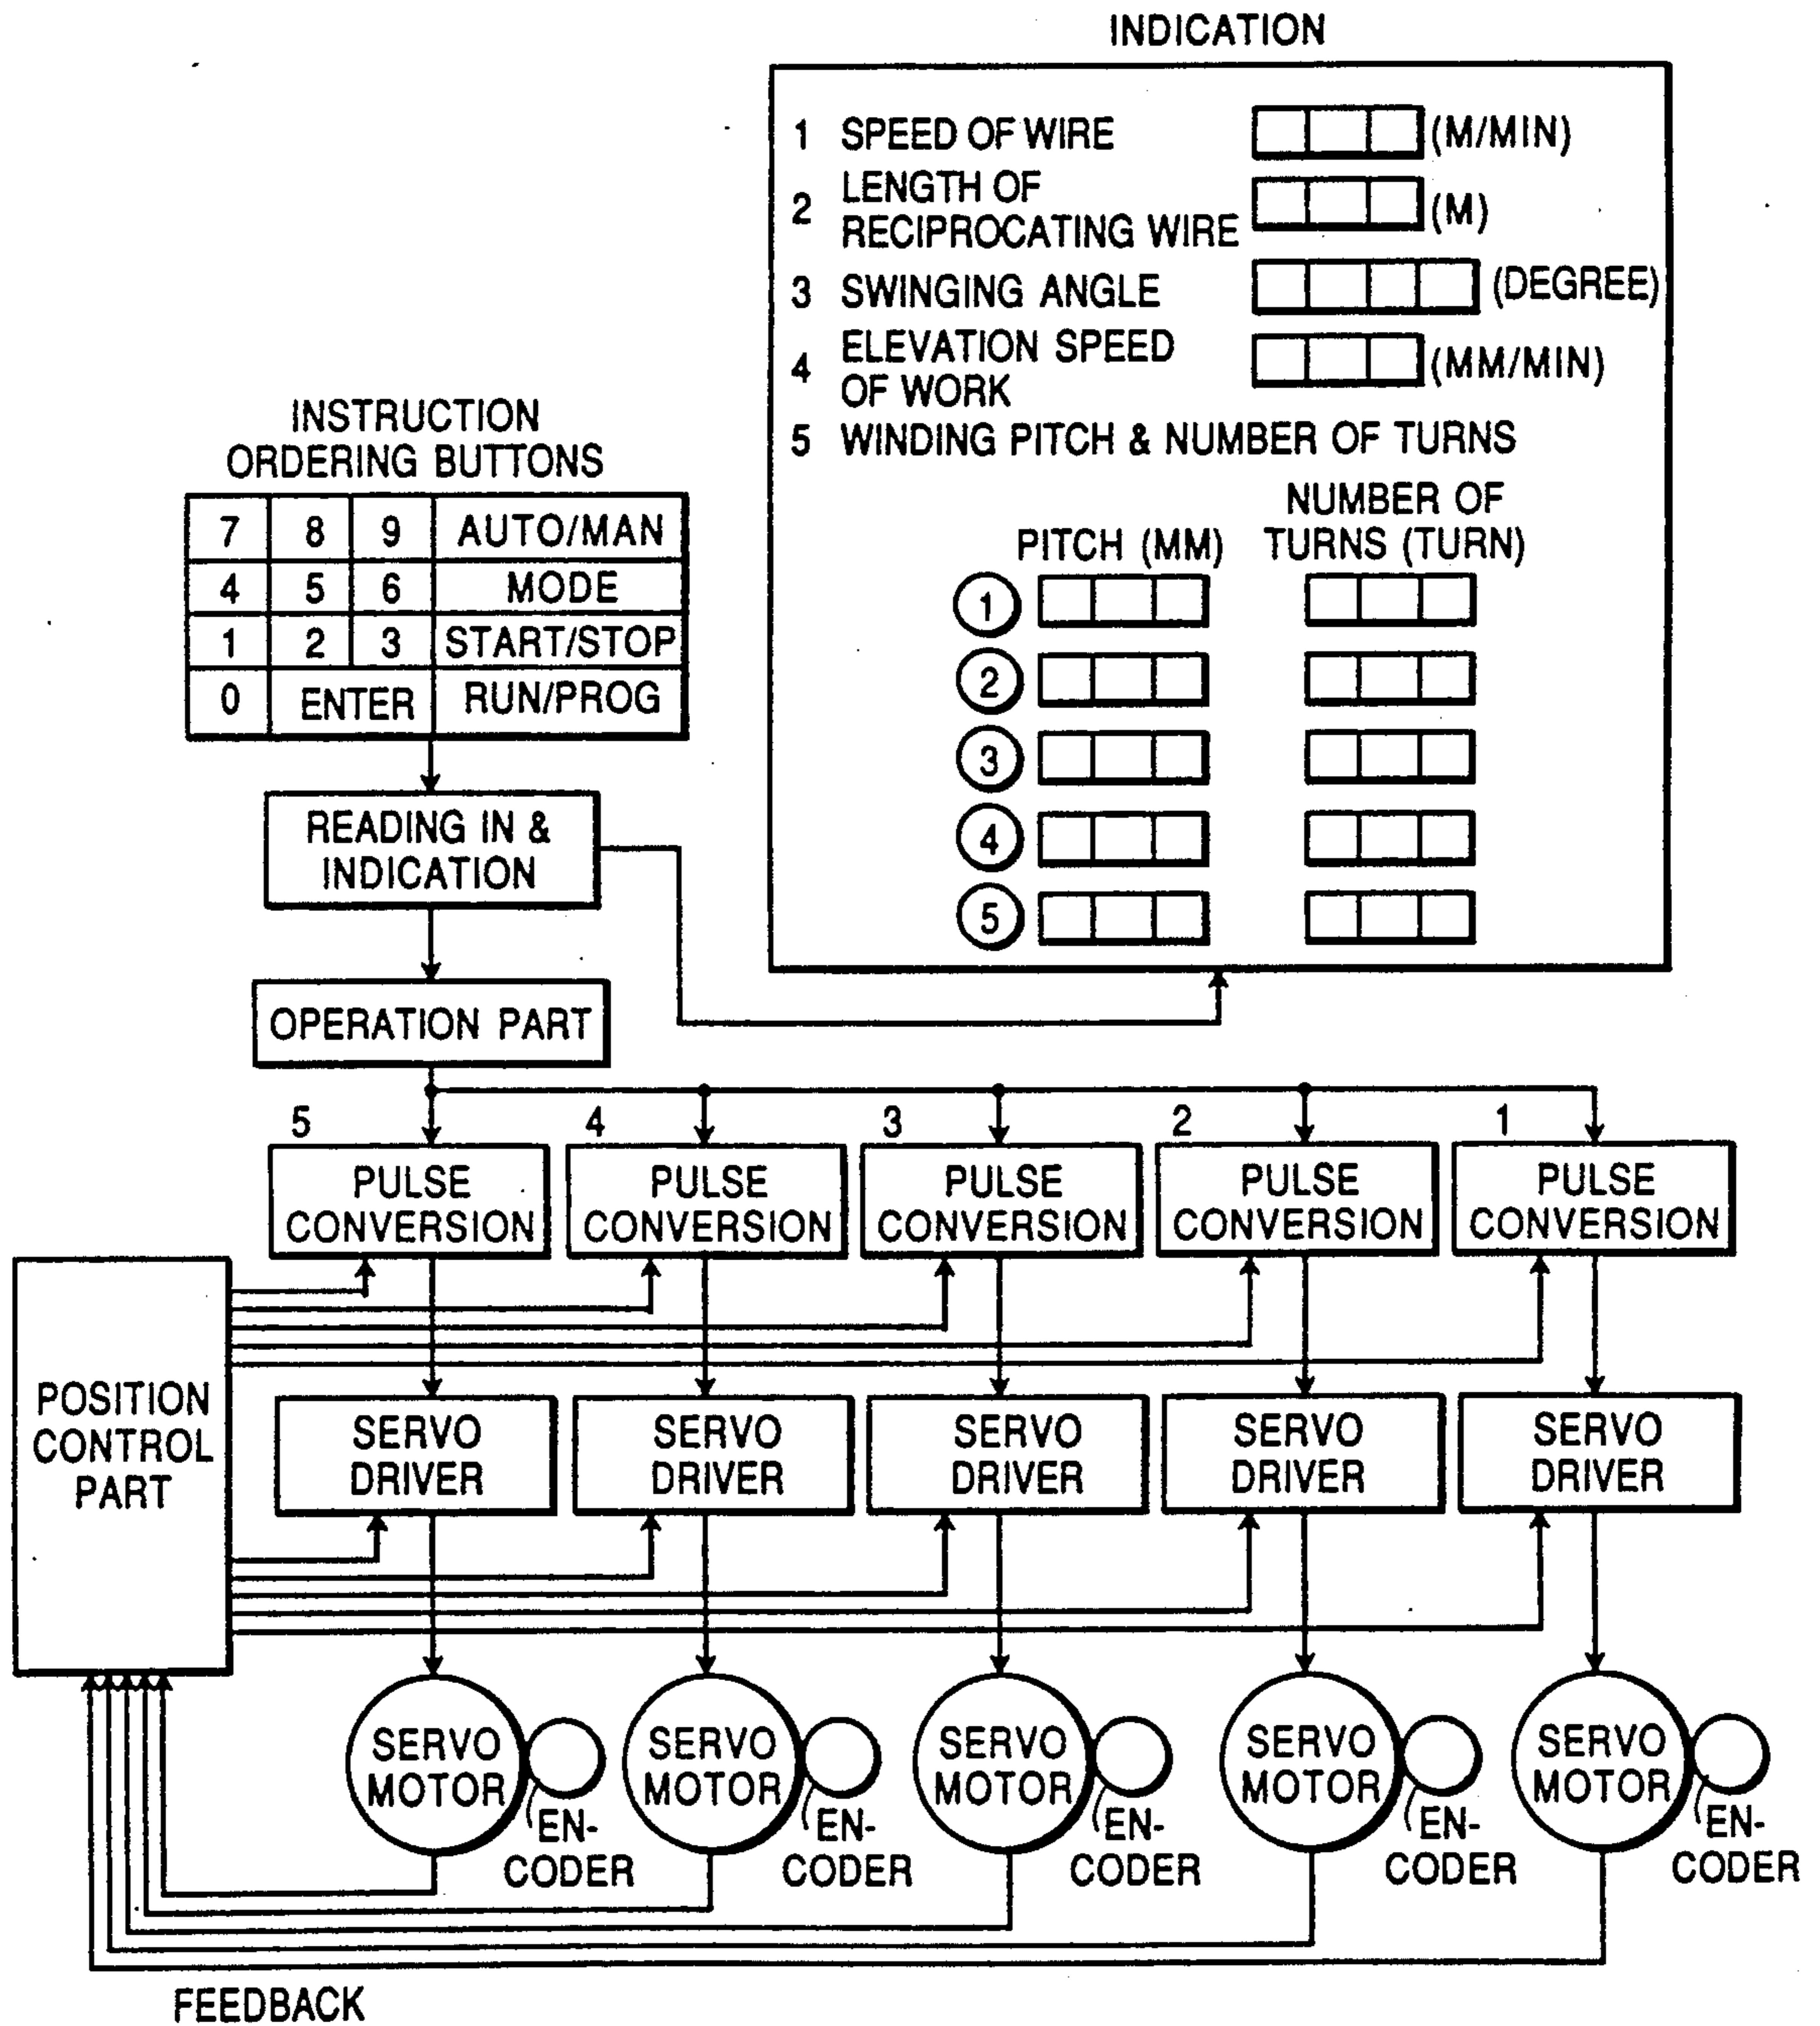 INDICATION
1 SPEED OF WIRE (M/MIN)
2 LENGTH OF
RECIPROCATING WIRE (M)
3 SWINGING ANGLE (DEGREE)
4 ELEVATION SPEED
OF WORK (MM/MIN)
5 WINDING PITCH & NUMBER OF TURNS
PITCH (MM) NUMBER OF
TURNS (TURN)
1
2
3
4
5
INSTRUCTION
ORDERING BUTTONS
7 8 9 AUTO/MAN
4 5 6 MODE
1 2 3 START/STOP
0 ENTER RUN/PROG
READING IN &
INDICATION
OPERATION PART
5 4 3 2 1
PULSE
CONVERSION
PULSE
CONVERSION
PULSE
CONVERSION
PULSE
CONVERSION
PULSE
CONVERSION
POSITION
CONTROL
PART
SERVO
DRIVER
SERVO
DRIVER
SERVO
DRIVER
SERVO
DRIVER
SERVO
DRIVER
SERVO
MOTOR
EN-
CODER
SERVO
MOTOR
EN-
CODER
SERVO
MOTOR
EN-
CODER
SERVO
MOTOR
EN-
CODER
SERVO
MOTOR
EN-
CODER
FEEDBACK